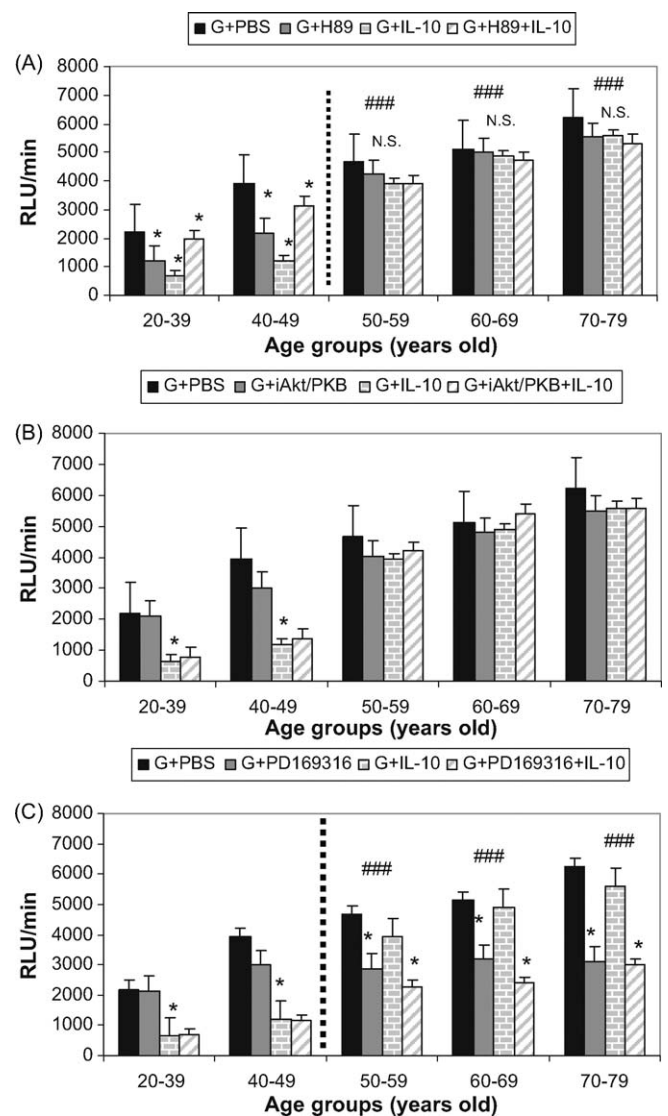 G+PBS G+H89 G+IL-10 G+H89+IL-10
(A)
8000
7000
6000
5000
4000
3000
2000
1000
0
RLU/min
* * *
* * *
###
N.S.
###
N.S.
###
N.S.
20-39 40-49 50-59 60-69 70-79
Age groups (years old)
G+PBS G+iAkt/PKB G+IL-10 G+iAkt/PKB+IL-10
(B)
8000
7000
6000
5000
4000
3000
2000
1000
0
RLU/min
*
*
20-39 40-49 50-59 60-69 70-79
Age groups (years old)
G+PBS G+PD169316 G+IL-10 G+PD169316+IL-10
(C)
8000
7000
6000
5000
4000
3000
2000
1000
0
RLU/min
*
*
###
* *
###
* *
###
* *
20-39 40-49 50-59 60-69 70-79
Age groups (years old)